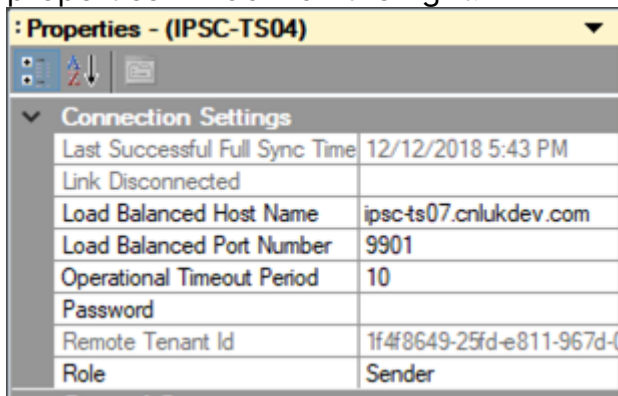 : Properties - (IPSC-TS04)
Connection Settings
Last Successful Full Sync Time 12/12/2018 5:43 PM
Link Disconnected
Load Balanced Host Name ipsc-ts07.cnlukdev.com
Load Balanced Port Number 9901
Operational Timeout Period 10
Password
Remote Tenant Id 1f4f8649-25fd-e811-967d-
Role Sender